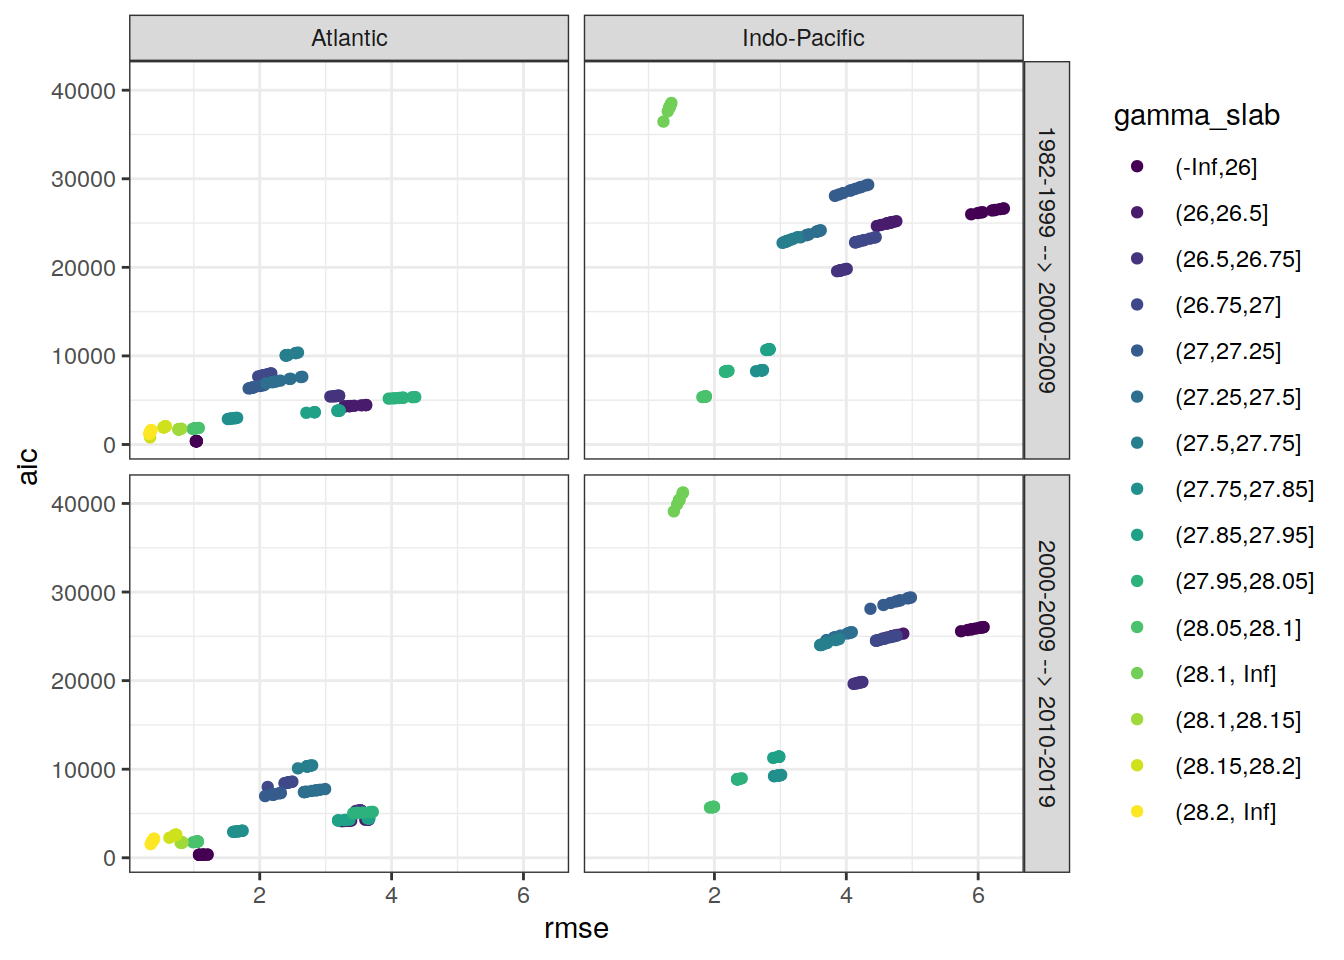 Atlantic
Indo-Pacific
40000
30000
20000
10000
0
1982-1999 --> 2000-2009
40000
30000
20000
10000
0
2000-2009 --> 2010-2019
2
4
6
2
4
6
rmse
aic
gamma_slab
(-Inf,26]
(26,26.5]
(26.5,26.75]
(26.75,27]
(27,27.25]
(27.25,27.5]
(27.5,27.75]
(27.75,27.85]
(27.85,27.95]
(27.95,28.05]
(28.05,28.1]
(28.1, Inf]
(28.1,28.15]
(28.15,28.2]
(28.2, Inf]